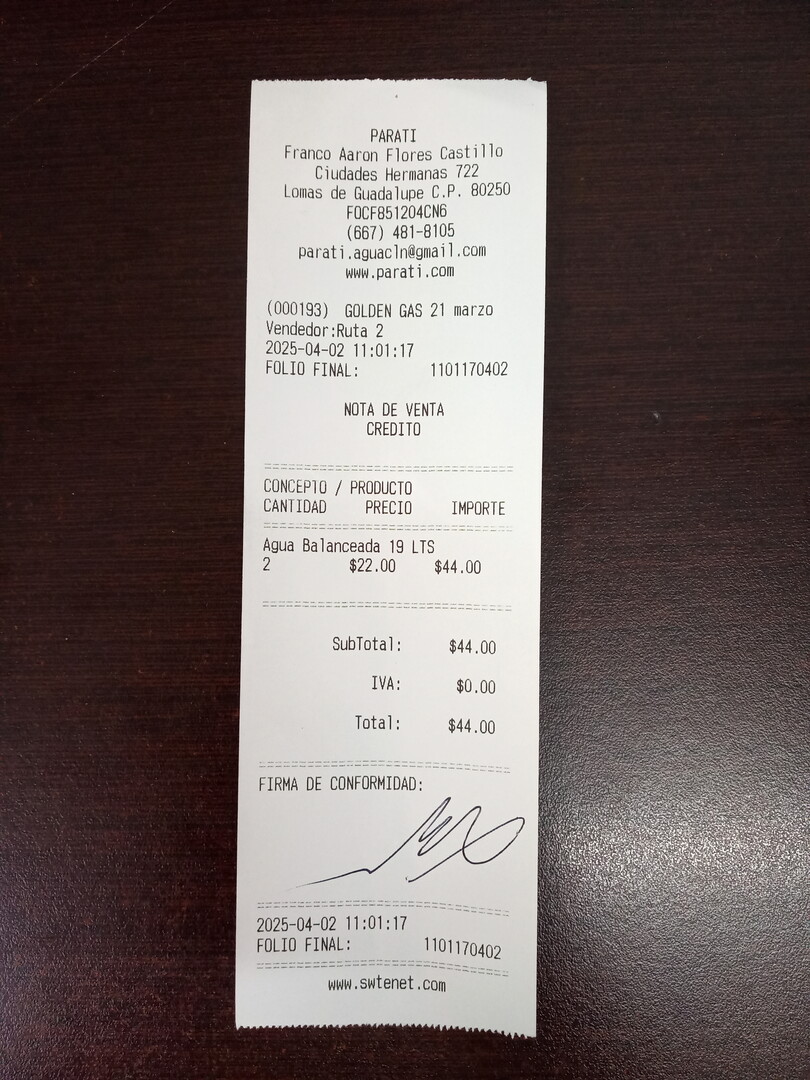 PARATI
Franco Aaron Flores Castillo
Ciudades Hermanas 722
Lomas de Guadalupe C.P. 80250
FOCF851204CN6
(667) 481-8105
parati.aguacln@gmail.com
www.parati.com
(000193) GOLDEN GAS 21 marzo
Vendedor:Ruta 2
2025-04-02 11:01:17
FOLIO FINAL: 1101170402
NOTA DE VENTA
CREDITO
CONCEPTO / PRODUCTO
CANTIDAD PRECIO IMPORTE
Agua Balanceada 19 LTS
2 $22.00 $44.00
SubTotal: $44.00
IVA: $0.00
Total: $44.00
FIRMA DE CONFORMIDAD:
2025-04-02 11:01:17
FOLIO FINAL: 1101170402
www.swtenet.com